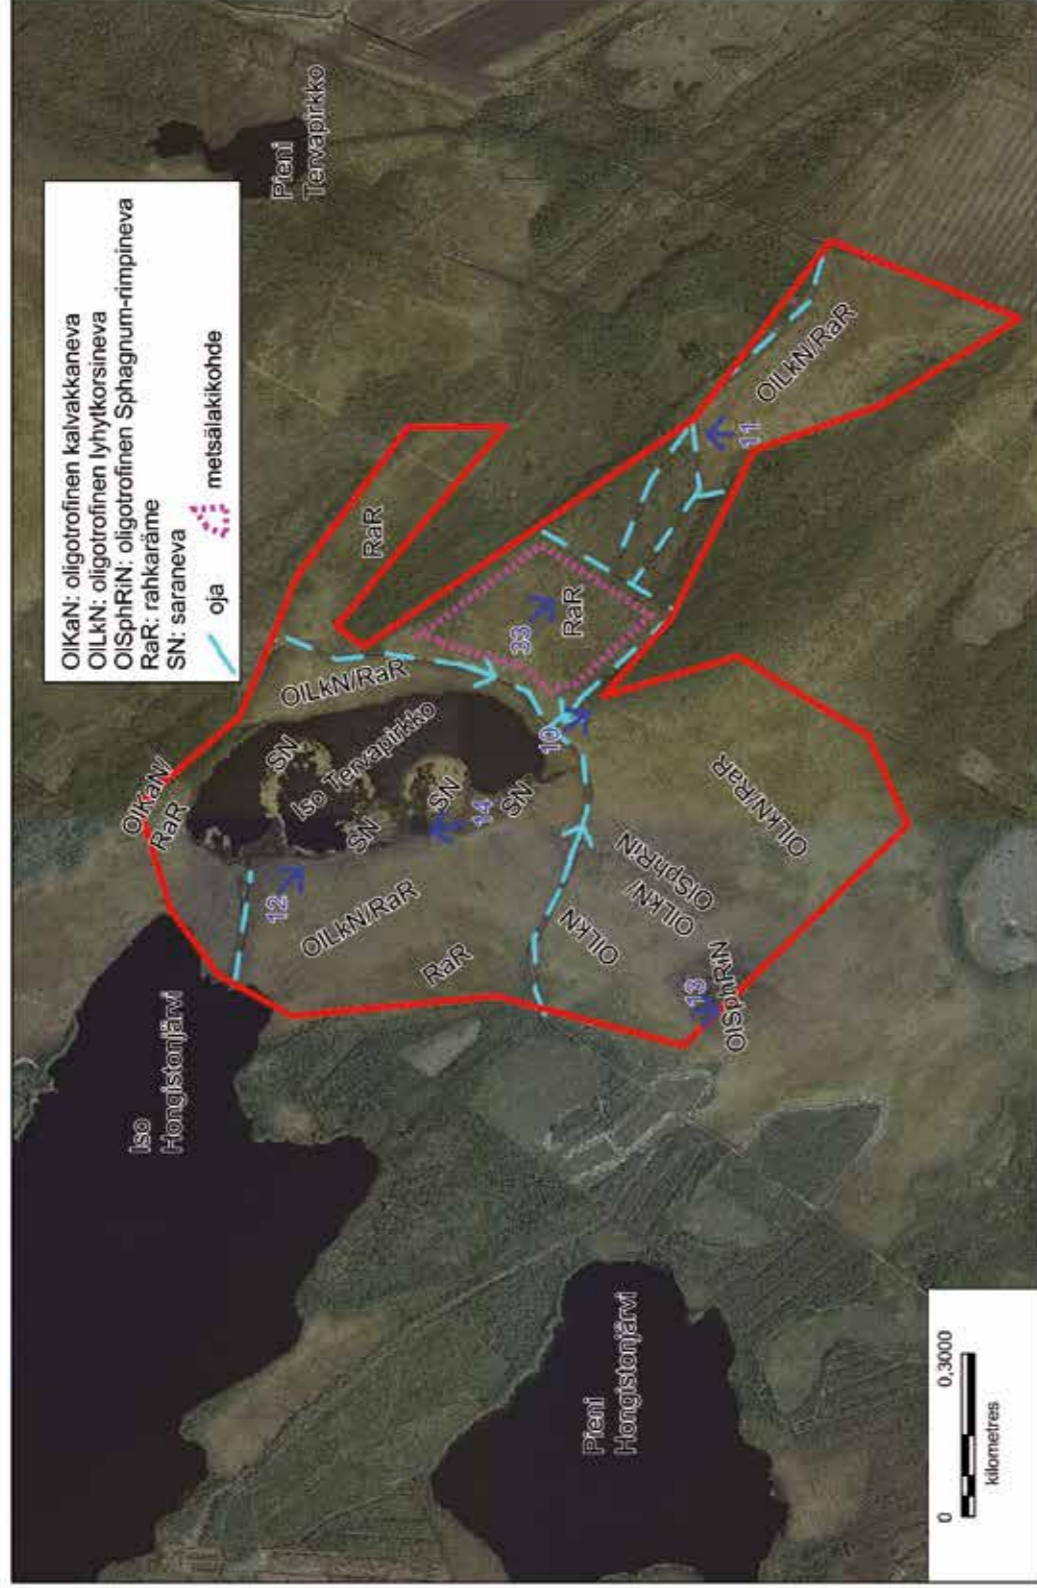 OlKaN: oligotrofinen kalvakkaneva
OlLkN: oligotrofinen lyhytkorsineva
OlSphRiN: oligotrofinen Sphagnum-rimpineva
RaR: rahkaräme
SN: saraneva
oja
metsälakikohde
Pieni
Tervapirkko
Iso
Hongistonjärvi
OlKaN/
RaR
12
SN
OlLkN/RaR
RaR
Iso Tervapirkko
SN
SN
14
SN
OlLkN/RaR
RaR
10
33
RaR
11
OlLkN/RaR
OlLkN
OlLkN/
OlSphRiN
OlLkN/RaR
13
OlSphRiN
Pieni
Hongistonjärvi
0
0,3000
kilometres